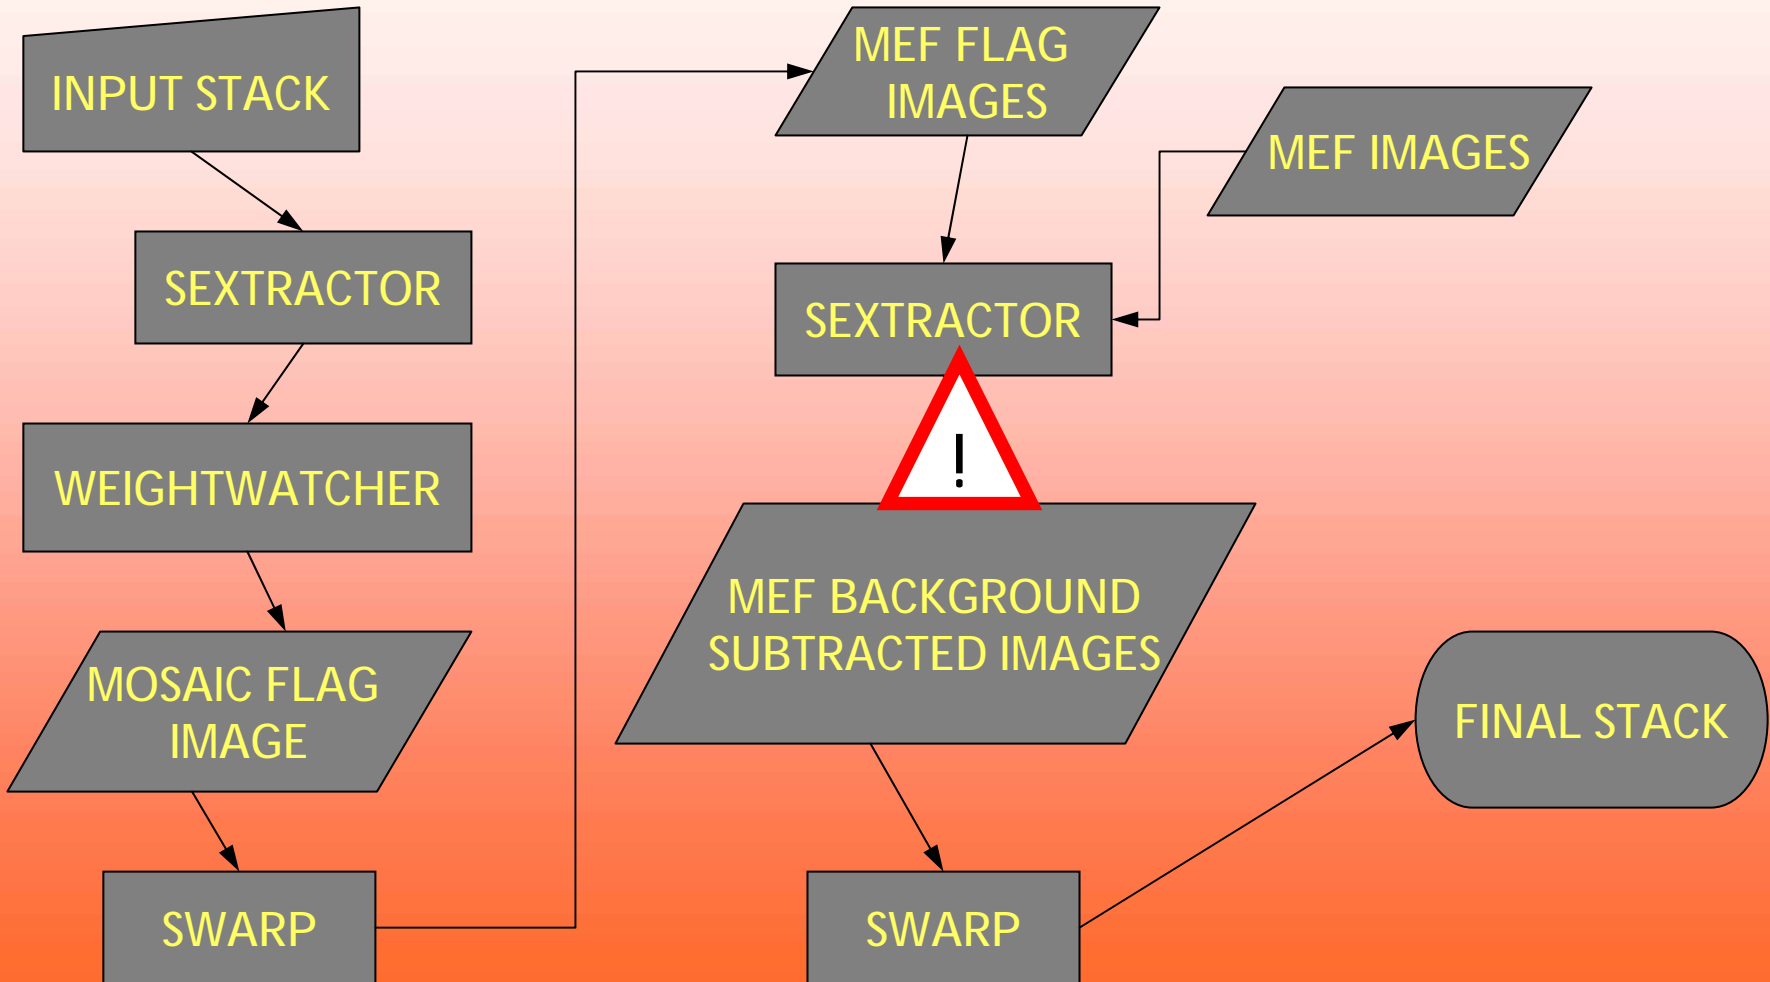 INPUT STACK
SEXTRACTOR
WEIGHTWATCHER
MOSAIC FLAG
IMAGE
SWARP
MEF FLAG
IMAGES
MEF IMAGES
SEXTRACTOR
!
MEF BACKGROUND
SUBTRACTED IMAGES
SWARP
FINAL STACK